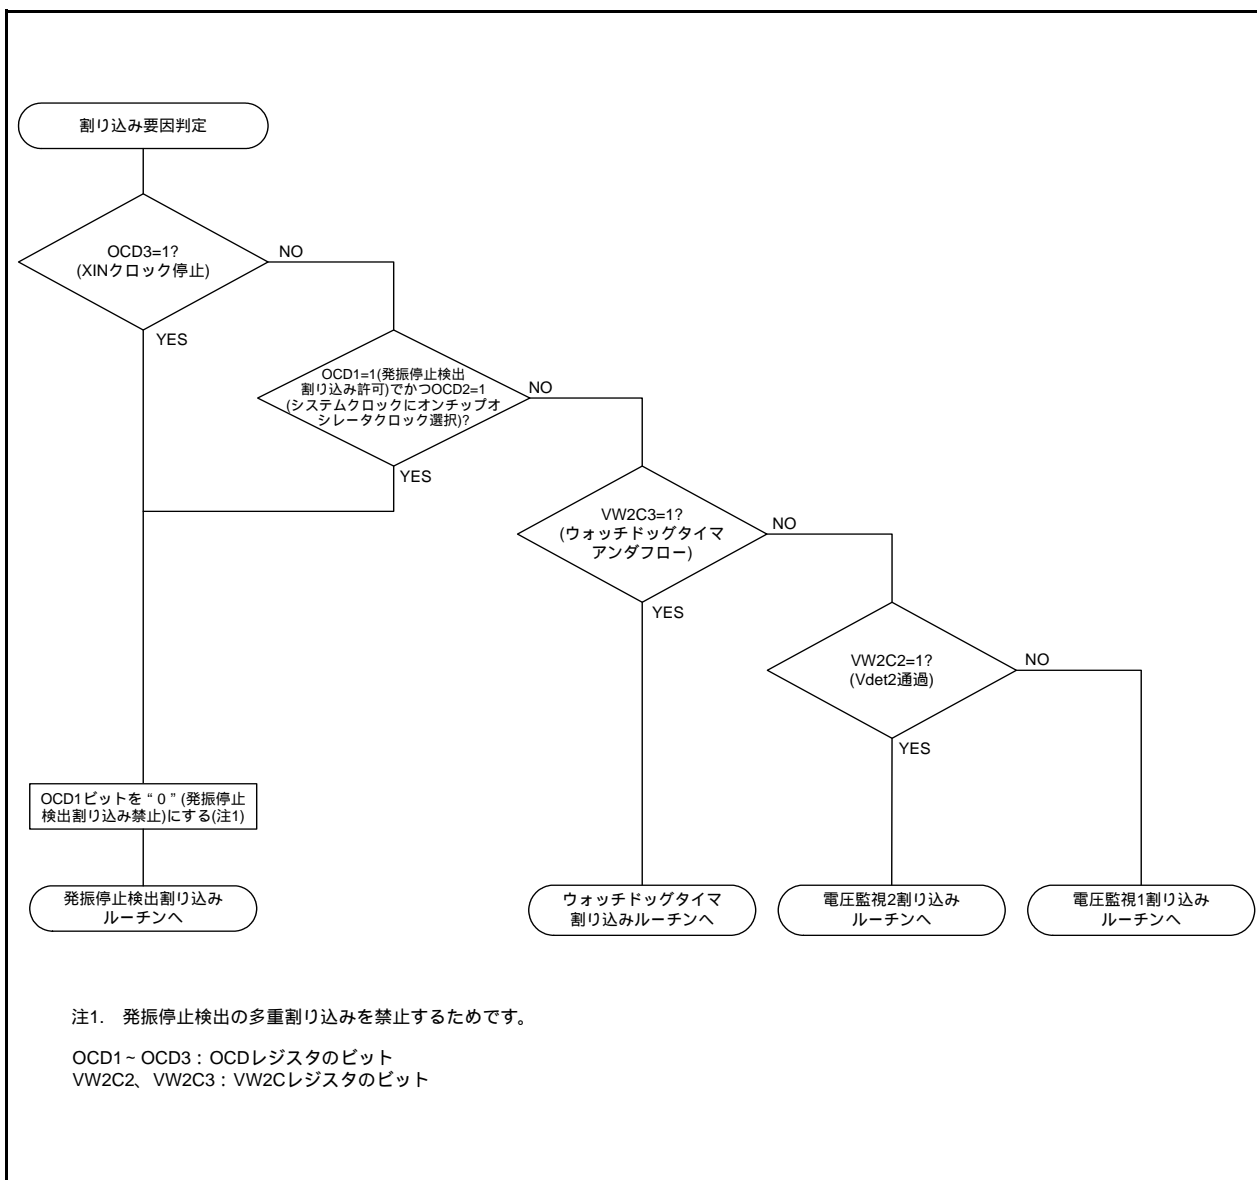 割り込み要因判定
OCD3=1?
(XINクロック停止)
NO
YES
OCD1=1(発振停止検出
割り込み許可)でかつOCD2=1
(システムクロックにオンチップオ
シレータクロック選択)?
NO
YES
VW2C3=1?
(ウォッチドッグタイマ
アンダフロー)
NO
YES
VW2C2=1?
(Vdet2通過)
NO
YES
OCD1ビットを“0”(発振停止
検出割り込み禁止)にする(注1)
発振停止検出割り込み
ルーチンへ
ウォッチドッグタイマ
割り込みルーチンへ
電圧監視2割り込み
ルーチンへ
電圧監視1割り込み
ルーチンへ
注1. 発振停止検出の多重割り込みを禁止するためです。
OCD1~OCD3:OCDレジスタのビット
VW2C2、VW2C3:VW2Cレジスタのビット